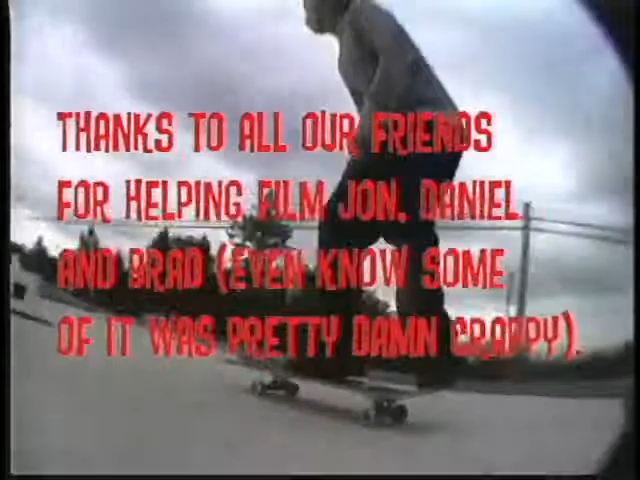 THANKS TO ALL OUR FRIENDS
FOR HELPING FILM JON, DANIEL
AND BRAD (EVEN KNOW SOME
OF IT WAS PRETTY DAMN CRAPPY).